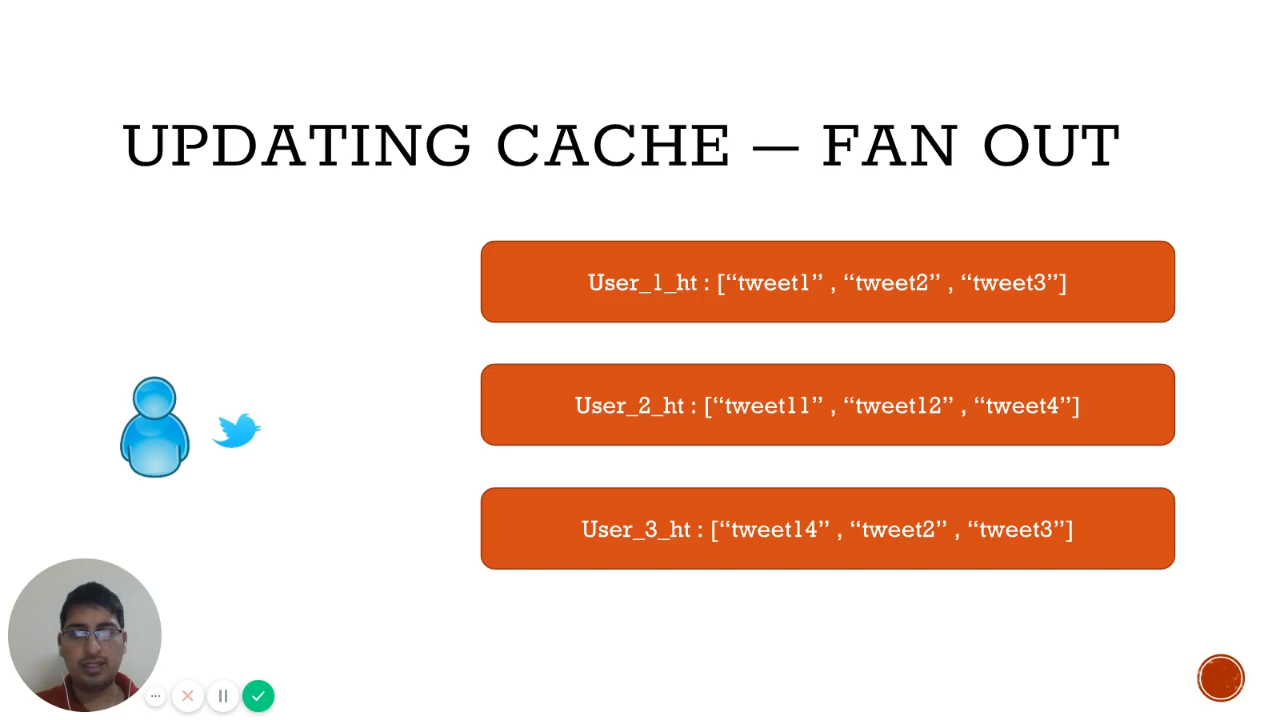 UPDATING CACHE — FAN OUT
User_1_ht : [“tweet1” , “tweet2” , “tweet3”]
User_2_ht : [“tweet11” , “tweet12” , “tweet4”]
User_3_ht : [“tweet14” , “tweet2” , “tweet3”]